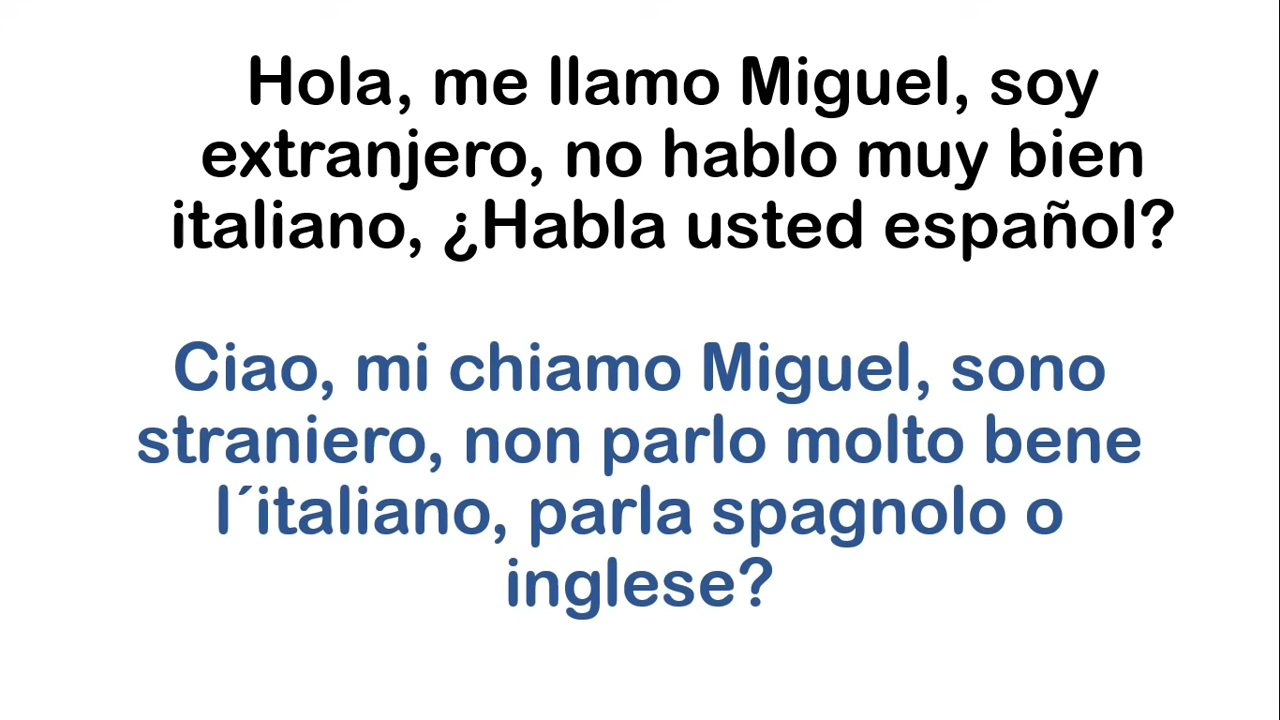 Hola, me llamo Miguel, soy
extranjero, no hablo muy bien
italiano, ¿Habla usted español?
Ciao, mi chiamo Miguel, sono
straniero, non parlo molto bene
l´italiano, parla spagnolo o
inglese?